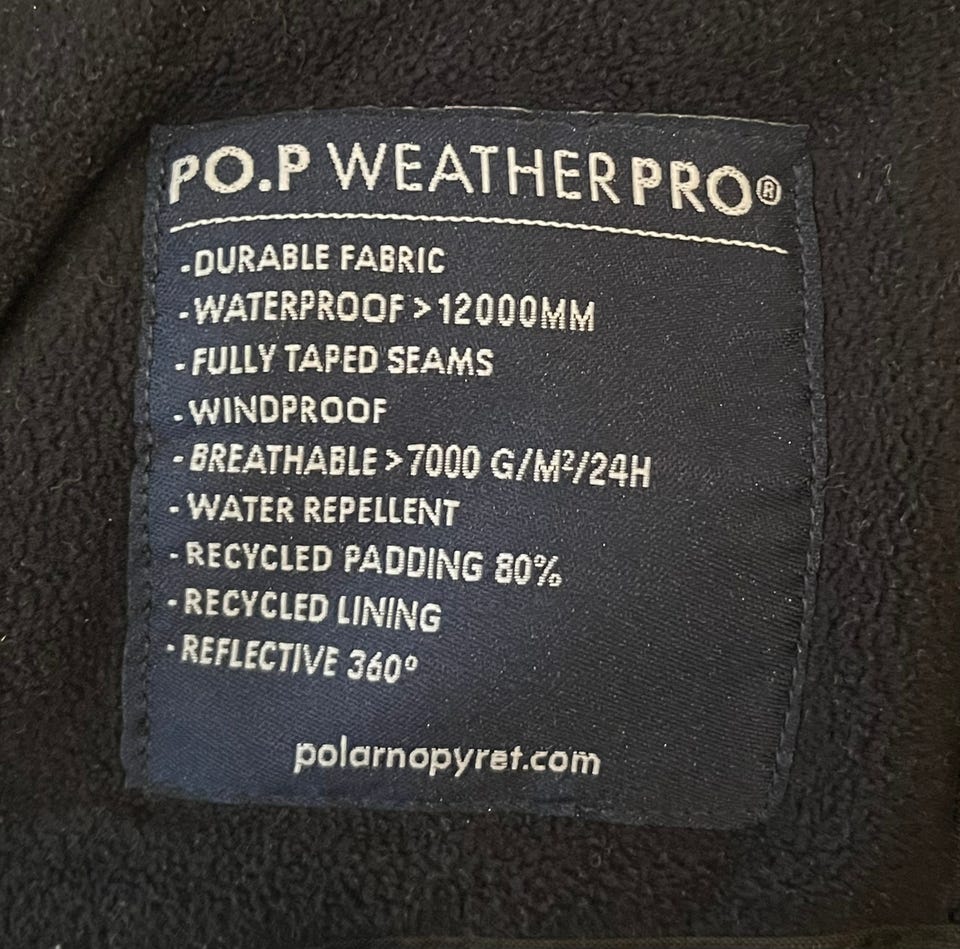 PO.P WEATHERPRO®
-DURABLE FABRIC
-WATERPROOF >12000MM
-FULLY TAPED SEAMS
-WINDPROOF
-BREATHABLE >7000 G/M²/24H
-WATER REPELLENT
-RECYCLED PADDING 80%
-RECYCLED LINING
-REFLECTIVE 360°
polarnopyret.com